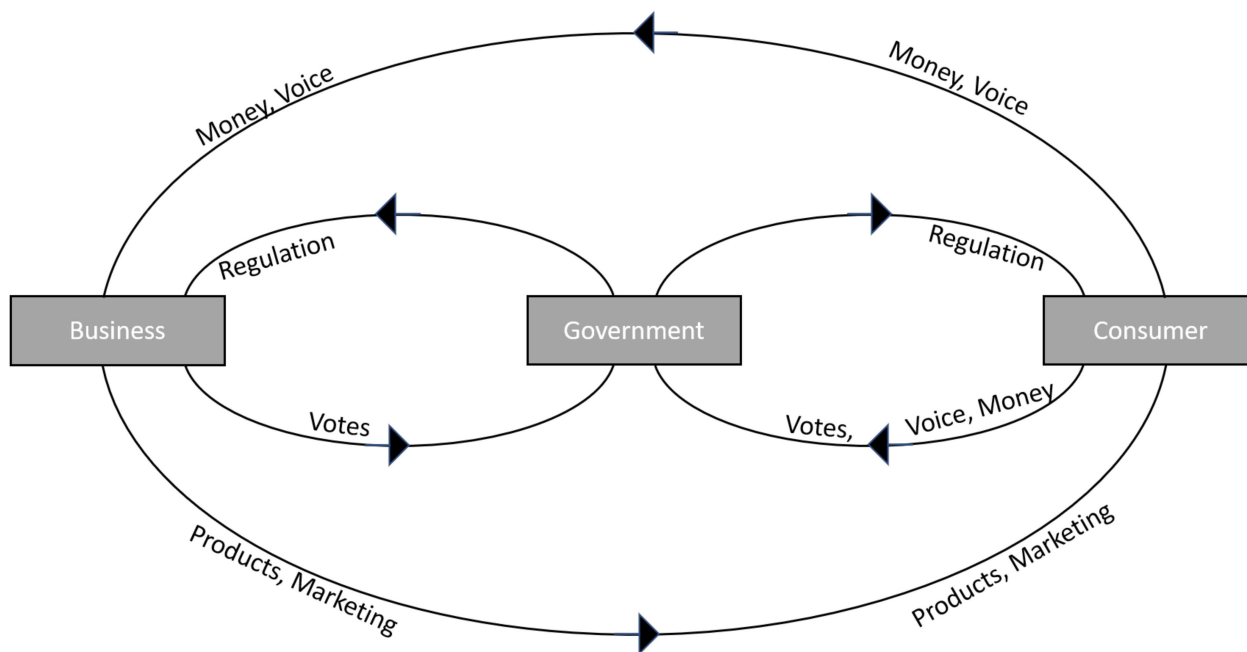 Money, Voice
Money, Voice
Regulation
Regulation
Business
Government
Consumer
Votes
Votes,
Voice, Money
Products, Marketing
Products, Marketing